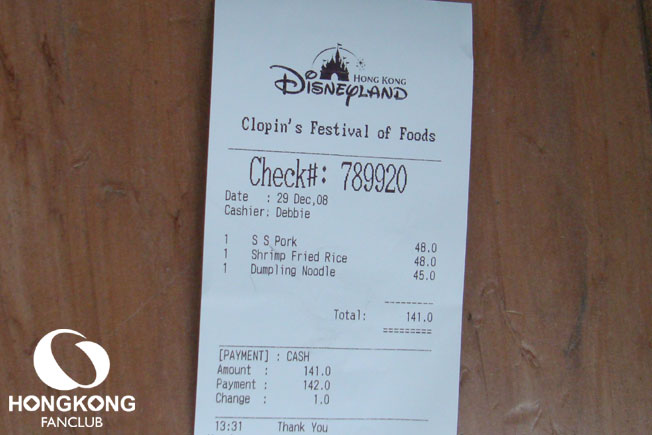 HONG KONG
DISNEYLAND
Clopin's Festival of Foods
Check#: 789920
Date : 29 Dec,08
Cashier: Debbie
1 S S Pork 48.0
1 Shrimp Fried Rice 48.0
1 Dumpling Noodle 45.0
---------
Total: 141.0
=========
[PAYMENT] : CASH
Amount : 141.0
Payment : 142.0
Change : 1.0
13:31 Thank You
HONGKONG
FANCLUB